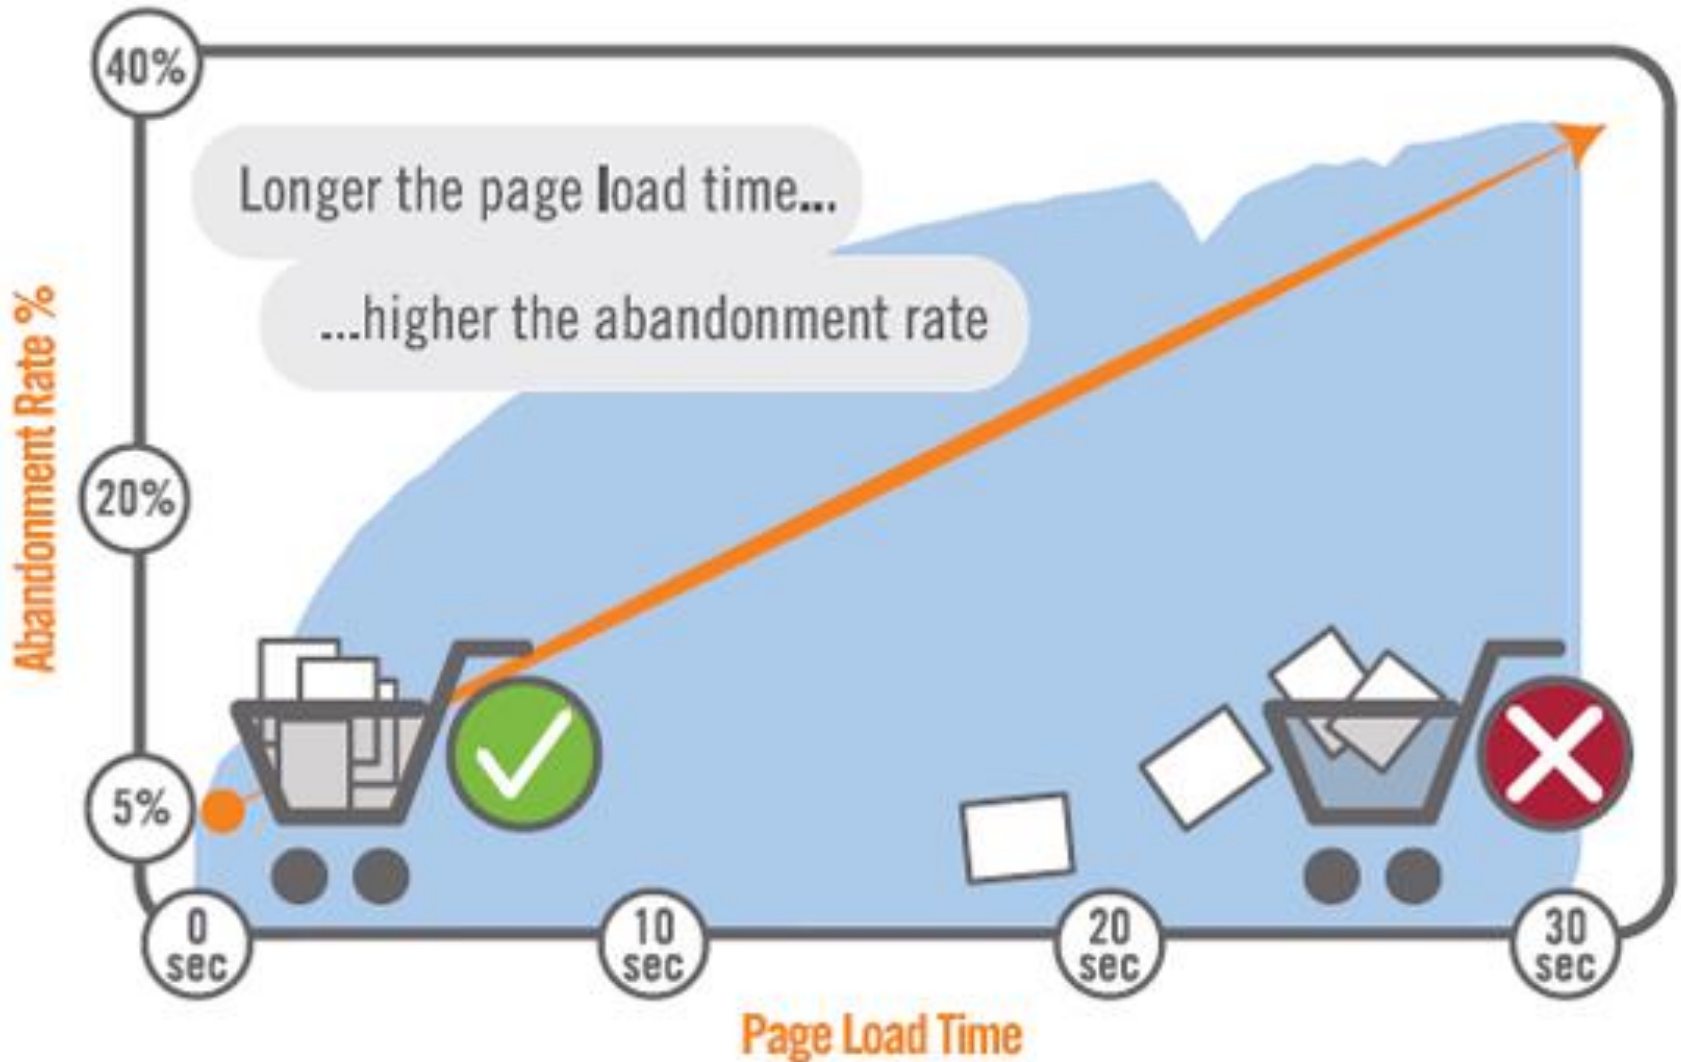 40%
Longer the page load time...
...higher the abandonment rate
Abandonment Rate %
20%
5%
0
sec
10
sec
20
sec
30
sec
Page Load Time